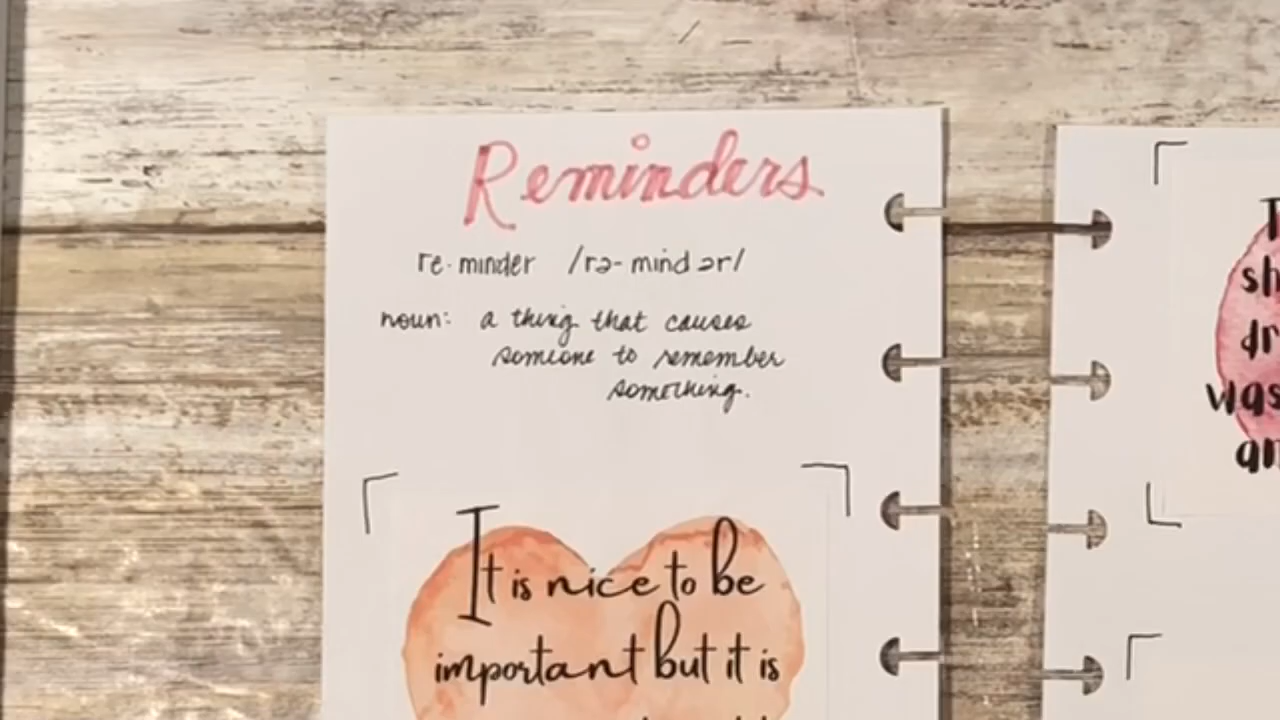 Reminders
re·minder /rə-mind ər/
noun: a thing that causes
someone to remember
something.
It is nice to be
important but it is
was